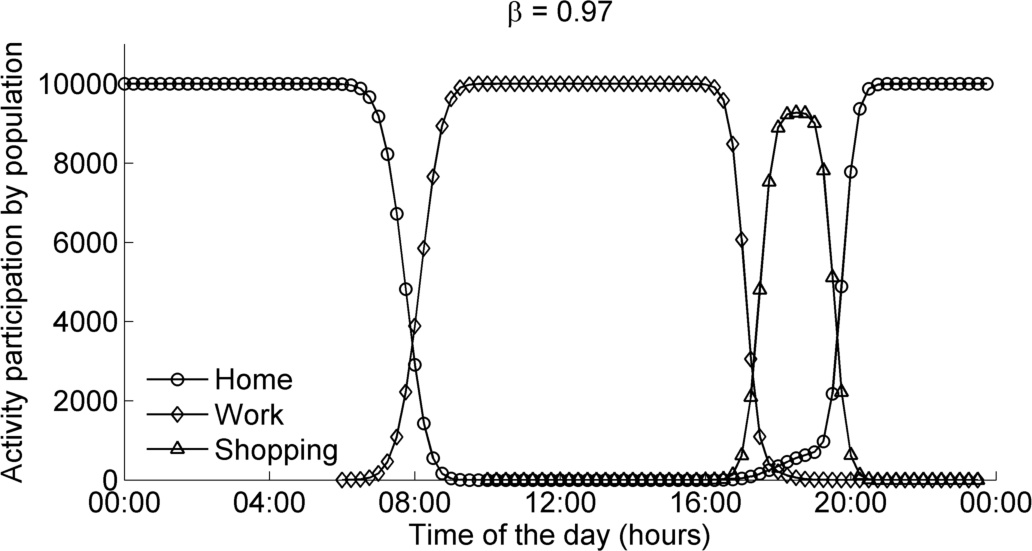 β = 0.97
Activity participation by population
10000
8000
6000
4000
2000
0
Home
Work
Shopping
00:00 04:00 08:00 12:00 16:00 20:00 00:00
Time of the day (hours)